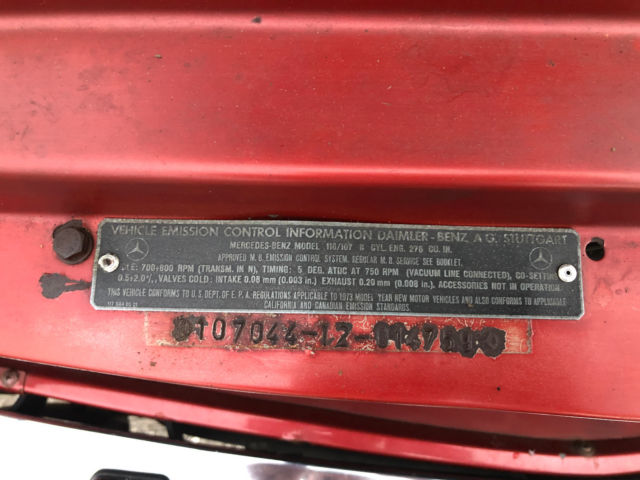 VEHICLE EMISSION CONTROL INFORMATION DAIMLER-BENZ A.G. STUTTGART
MERCEDES-BENZ MODEL 116/107 8 CYL. ENG. 276 CU. IN.
APPROVED M. B. EMISSION CONTROL SYSTEM. REGULAR M. B. SERVICE SEE BOOKLET.
700÷800 RPM (TRANSM. IN N), TIMING: 5 DEG. ATDC AT 750 RPM (VACUUM LINE CONNECTED), CO-SETTING
0.5÷2.0%, VALVES COLD: INTAKE 0.08 mm (0.003 in.) EXHAUST 0.20 mm (0.008 in.), ACCESSORIES NOT IN OPERATION.
THIS VEHICLE CONFORMS TO U.S. DEPT. OF E.P.A.-REGULATIONS APPLICABLE TO 1973 MODEL YEAR NEW MOTOR VEHICLES AND ALSO CONFORMS TO APPLICABLE
CALIFORNIA AND CANADIAN EMISSION STANDARDS.
107044-12-